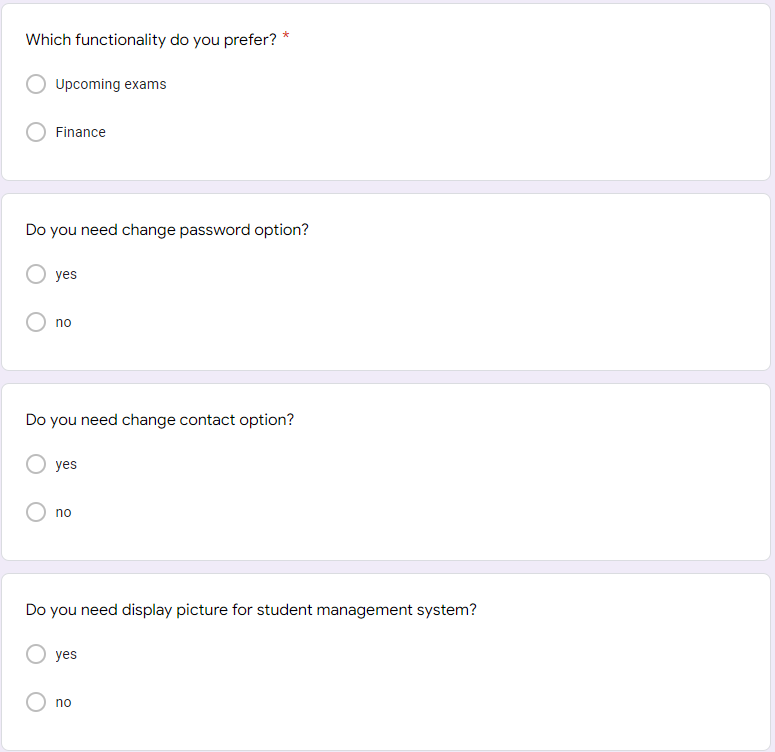 Which functionality do you prefer? *
Upcoming exams
Finance
Do you need change password option?
yes
no
Do you need change contact option?
yes
no
Do you need display picture for student management system?
yes
no